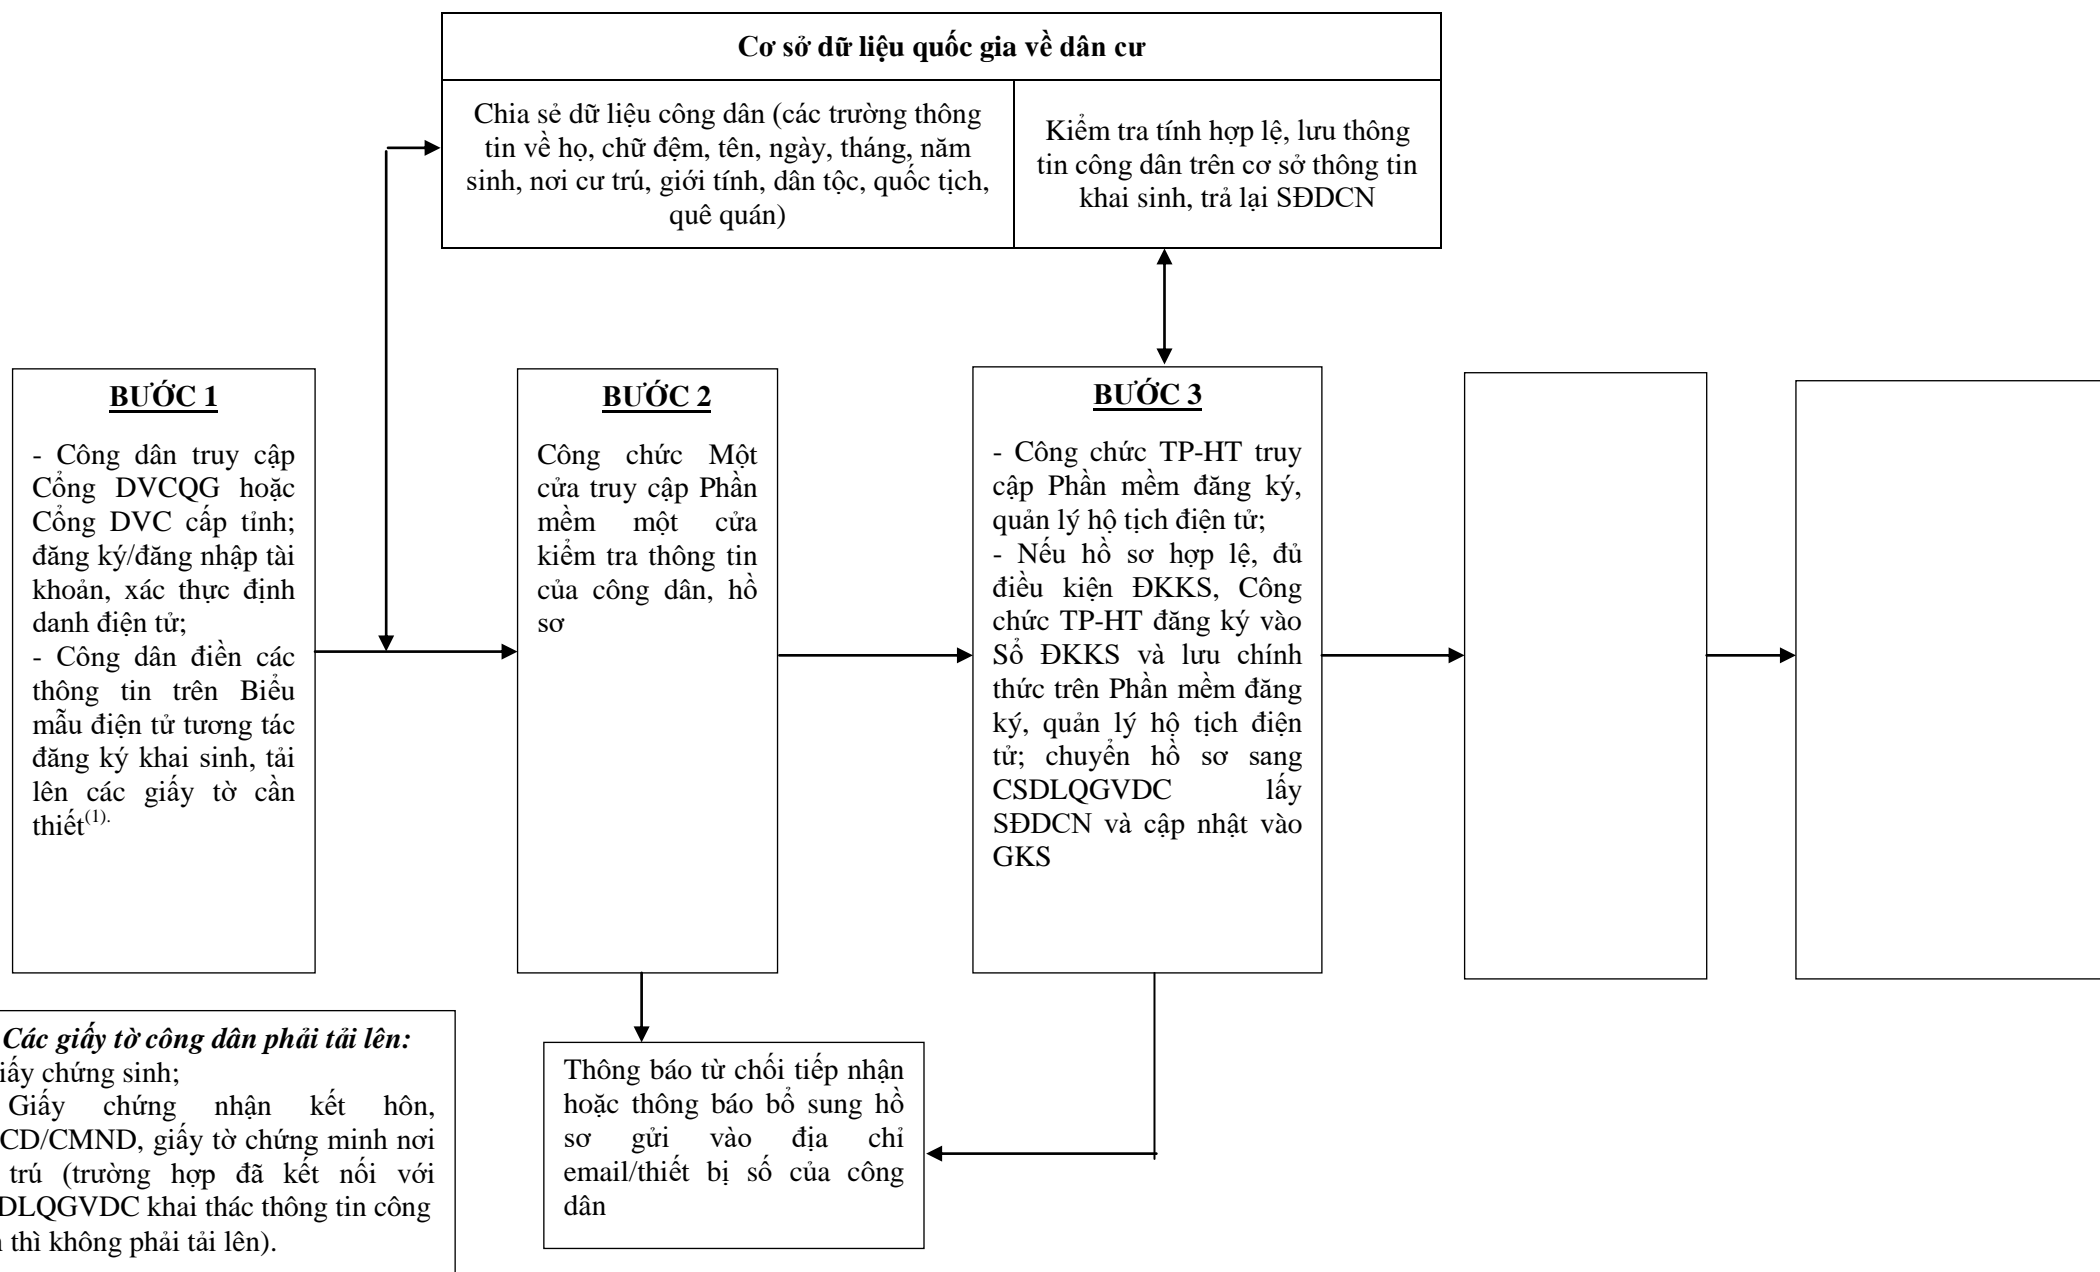 Cơ sở dữ liệu quốc gia về dân cư
Chia sẻ dữ liệu công dân (các trường thông
tin về họ, chữ đệm, tên, ngày, tháng, năm
sinh, nơi cư trú, giới tính, dân tộc, quốc tịch,
quê quán)
Kiểm tra tính hợp lệ, lưu thông
tin công dân trên cơ sở thông tin
khai sinh, trả lại SĐDCN
BƯỚC 1
- Công dân truy cập
Cổng DVCQG hoặc
Cổng DVC cấp tỉnh;
đăng ký/đăng nhập tài
khoản, xác thực định
danh điện tử;
- Công dân điền các
thông tin trên Biểu
mẫu điện tử tương tác
đăng ký khai sinh, tải
lên các giấy tờ cần
thiết(1).
BƯỚC 2
Công chức Một
cửa truy cập Phần
mềm một cửa
kiểm tra thông tin
của công dân, hồ
sơ
BƯỚC 3
- Công chức TP-HT truy
cập Phần mềm đăng ký,
quản lý hộ tịch điện tử;
- Nếu hồ sơ hợp lệ, đủ
điều kiện ĐKKS, Công
chức TP-HT đăng ký vào
Sổ ĐKKS và lưu chính
thức trên Phần mềm đăng
ký, quản lý hộ tịch điện
tử; chuyển hồ sơ sang
CSDLQGVDC lấy
SĐDCN và cập nhật vào
GKS
Các giấy tờ công dân phải tải lên:
iấy chứng sinh;
Giấy chứng nhận kết hôn,
CD/CMND, giấy tờ chứng minh nơi
trú (trường hợp đã kết nối với
DLQGVDC khai thác thông tin công
thì không phải tải lên).
Thông báo từ chối tiếp nhận
hoặc thông báo bổ sung hồ
sơ gửi vào địa chỉ
email/thiết bị số của công
dân